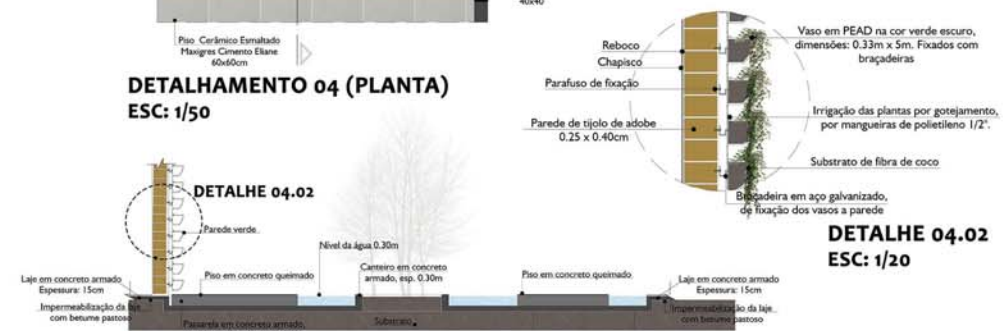 40x40
Piso Cerâmico Esmaltado
Maxigres Cimento Eliane
60x60cm
DETALHAMENTO 04 (PLANTA)
ESC: 1/50
Reboco
Chapisco
Parafuso de fixação
Parede de tijolo de adobe
0.25 x 0.40cm
Vaso em PEAD na cor verde escuro,
dimensões: 0.33m x 5m. Fixados com
braçadeiras
Irrigação das plantas por gotejamento,
por mangueiras de polietileno 1/2".
Substrato de fibra de coco
Braçadeira em aço galvanizado,
de fixação dos vasos a parede
DETALHE 04.02
ESC: 1/20
DETALHE 04.02
Parede verde
Nível da água 0.30m
Laje em concreto armado
Espessura: 15cm
Piso em concreto queimado
Canteiro em concreto
armado, esp. 0.30m
Piso em concreto queimado
Laje em concreto armado
Espessura: 15cm
Impermeabilização da laje
com betume pastoso
Passarela em concreto armado,
Substrato
Impermeabilização da laje
com betume pastoso